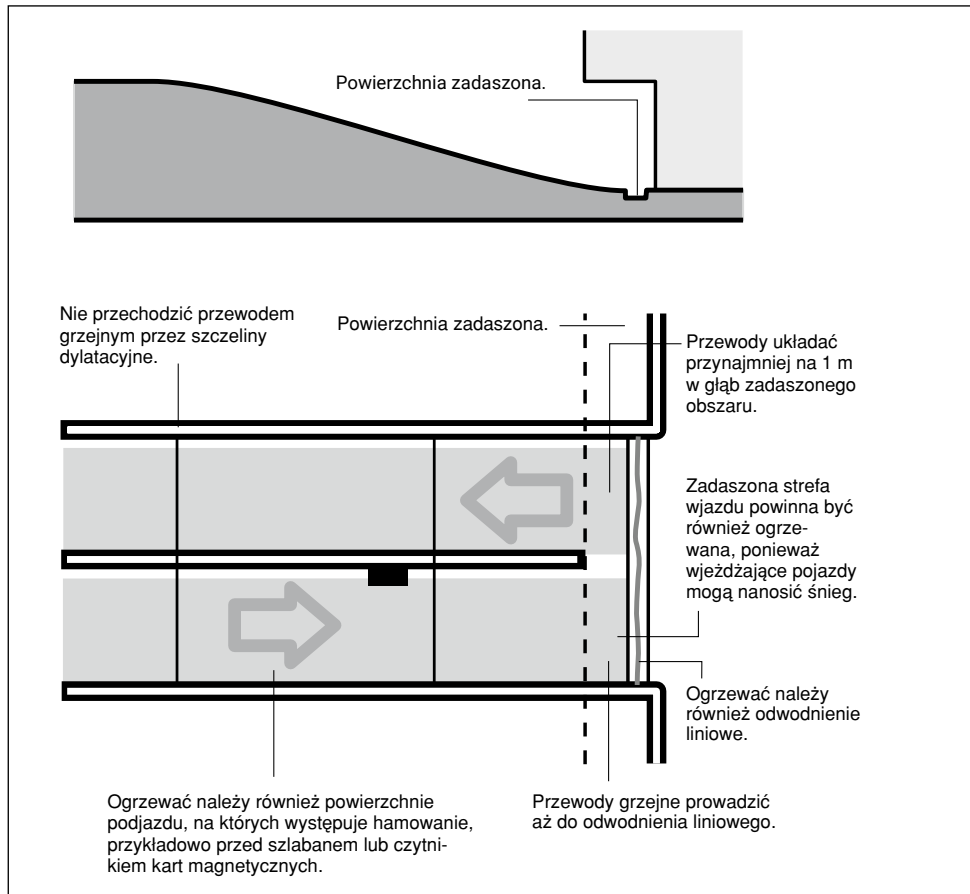 Powierzchnia zadaszona.
Nie przechodzić przewodem
grzejnym przez szczeliny
dylatacyjne.
Powierzchnia zadaszona.
Przewody układać
przynajmniej na 1 m
w głąb zadaszonego
obszaru.
Zadaszona strefa
wjazdu powinna być
również ogrze-
wana, ponieważ
wjeżdżające pojazdy
mogą nanosić śnieg.
Ogrzewać należy
również odwodnienie
liniowe.
Ogrzewać należy również powierzchnie
podjazdu, na których występuje hamowanie,
przykładowo przed szlabanem lub czytni-
kiem kart magnetycznych.
Przewody grzejne prowadzić
aż do odwodnienia liniowego.